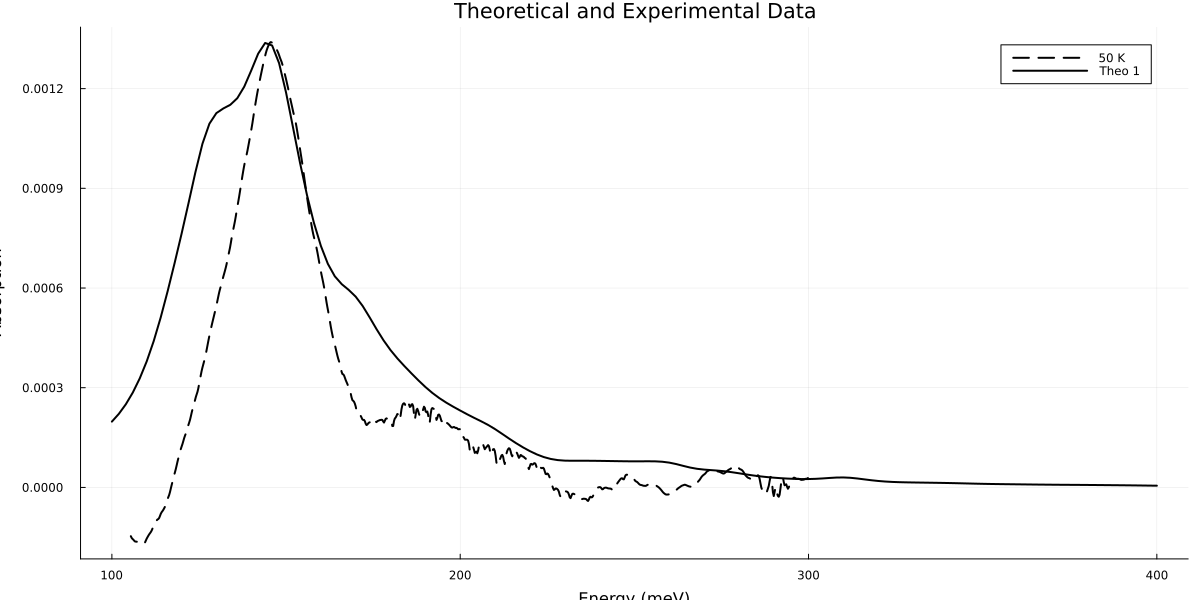 Theoretical and Experimental Data
50 K
Theo 1
0.0012
0.0009
0.0006
0.0003
0.0000
100
200
300
400
Energy (meV)